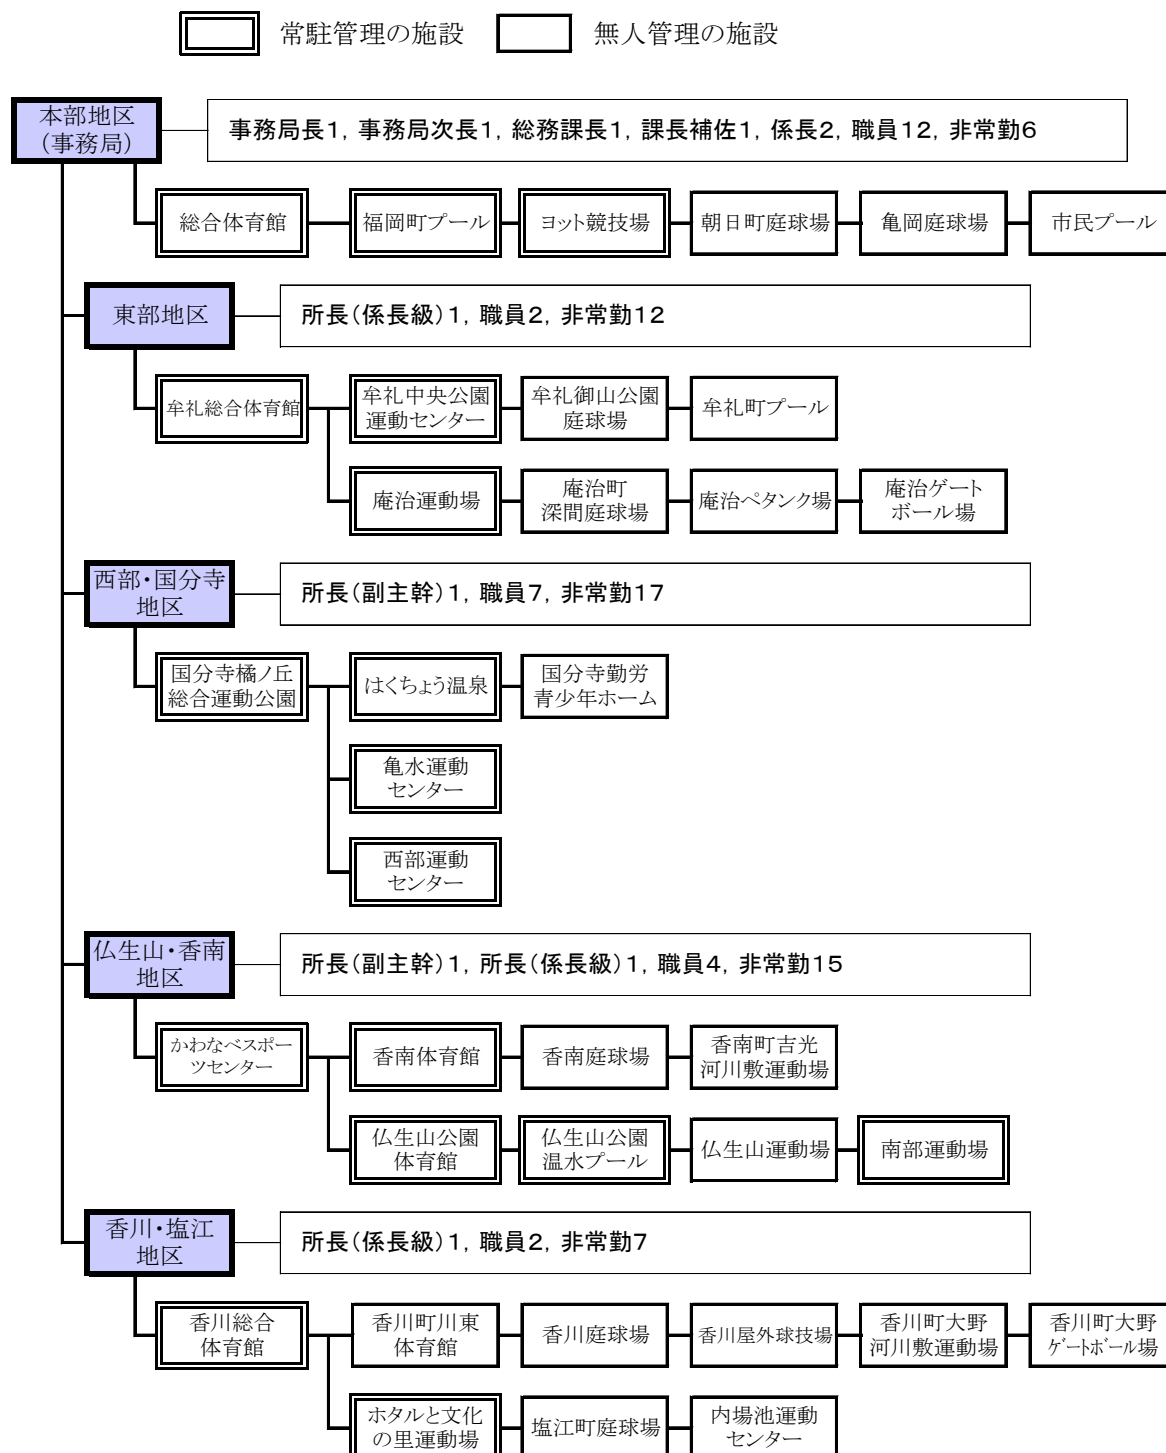 常駐管理の施設
無人管理の施設
本部地区
(事務局)
事務局長1, 事務局次長1, 総務課長1, 課長補佐1, 係長2, 職員12, 非常勤6
総合体育館
福岡町プール
ヨット競技場
朝日町庭球場
亀岡庭球場
市民プール
東部地区
所長(係長級)1, 職員2, 非常勤12
牟礼総合体育館
牟礼中央公園
運動センター
牟礼御山公園
庭球場
牟礼町プール
庵治運動場
庵治町
深間庭球場
庵治ペタンク場
庵治ゲート
ボール場
西部・国分寺
地区
所長(副主幹)1, 職員7, 非常勤17
国分寺橘ノ丘
総合運動公園
はくちょう温泉
国分寺勤労
青少年ホーム
亀水運動
センター
西部運動
センター
仏生山・香南
地区
所長(副主幹)1, 所長(係長級)1, 職員4, 非常勤15
かわなべスポー
ツセンター
香南体育館
香南庭球場
香南町吉光
河川敷運動場
仏生山公園
体育館
仏生山公園
温水プール
仏生山運動場
南部運動場
香川・塩江
地区
所長(係長級)1, 職員2, 非常勤7
香川総合
体育館
香川町川東
体育館
香川庭球場
香川屋外球技場
香川町大野
河川敷運動場
香川町大野
ｹﾞｰﾄﾎﾞｰﾙ場
ホタルと文化
の里運動場
塩江町庭球場
内場池運動
センター